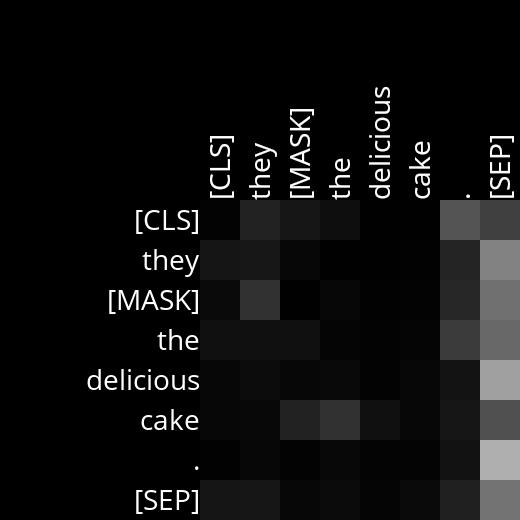 [CLS] they [MASK] the delicious cake . [SEP]
[CLS]
they
[MASK]
the
delicious
cake
.
[SEP]